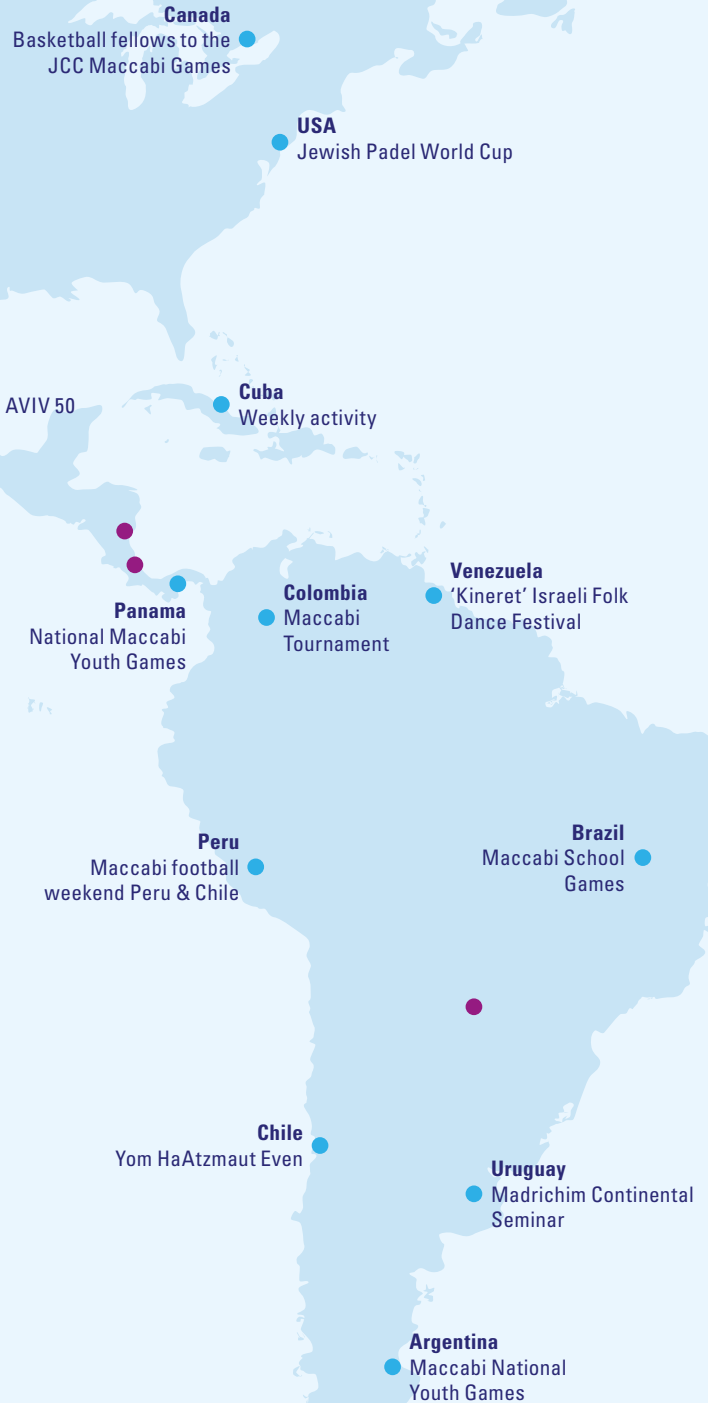 Canada
Basketball fellows to the
JCC Maccabi Games
USA
Jewish Padel World Cup
AVIV 50
Cuba
Weekly activity
Panama
National Maccabi
Youth Games
Colombia
Maccabi
Tournament
Venezuela
‘Kineret’ Israeli Folk
Dance Festival
Peru
Maccabi football
weekend Peru & Chile
Brazil
Maccabi School
Games
Chile
Yom HaAtzmaut Even
Uruguay
Madrichim Continental
Seminar
Argentina
Maccabi National
Youth Games